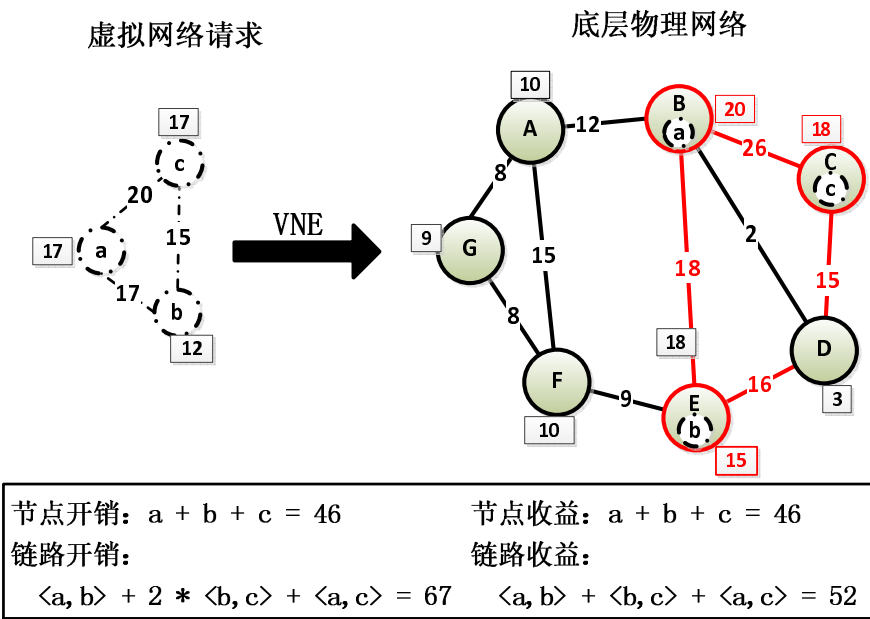 虚拟网络请求
底层物理网络
17
c
20
17
a
15
17
b
12
VNE
10
A
12
B
a
20
26
18
C
c
8
9
G
15
2
18
15
8
18
D
F
16
3
9
E
10
b
15
节点开销: a + b + c = 46
节点收益: a + b + c = 46
链路开销:
链路收益:
<a,b> + 2 * <b,c> + <a,c> = 67
<a,b> + <b,c> + <a,c> = 52